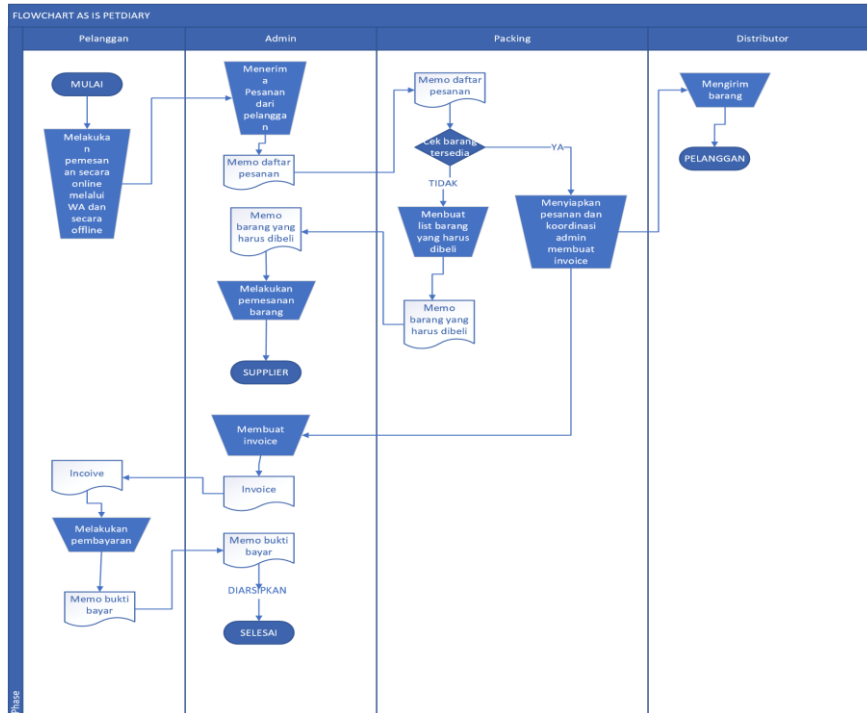 FLOWCHART AS IS PETDIARY
Pelanggan
Admin
Packing
Distributor
MULAI
Melakukan
n
pemesan
an secara
online
melalui
WA dan
secara
offline
Menerim
a
Pesanan
dari
pelangga
n
Memo daftar
pesanan
Memo daftar
pesanan
Cek barang
tersedia
YA
TIDAK
Menbuat
list barang
yang harus
dibeli
Memo
barang yang
harus dibeli
Menyiapkan
pesanan dan
koordinasi
admin
membuat
invoice
Mengirim
barang
PELANGGAN
Memo
barang yang
harus dibeli
Melakukan
pemesanan
barang
SUPPLIER
Membuat
invoice
Invoice
Incoive
Melakukan
pembayaran
Memo bukti
bayar
Memo bukti
bayar
DIARSIPKAN
SELESAI
Phase